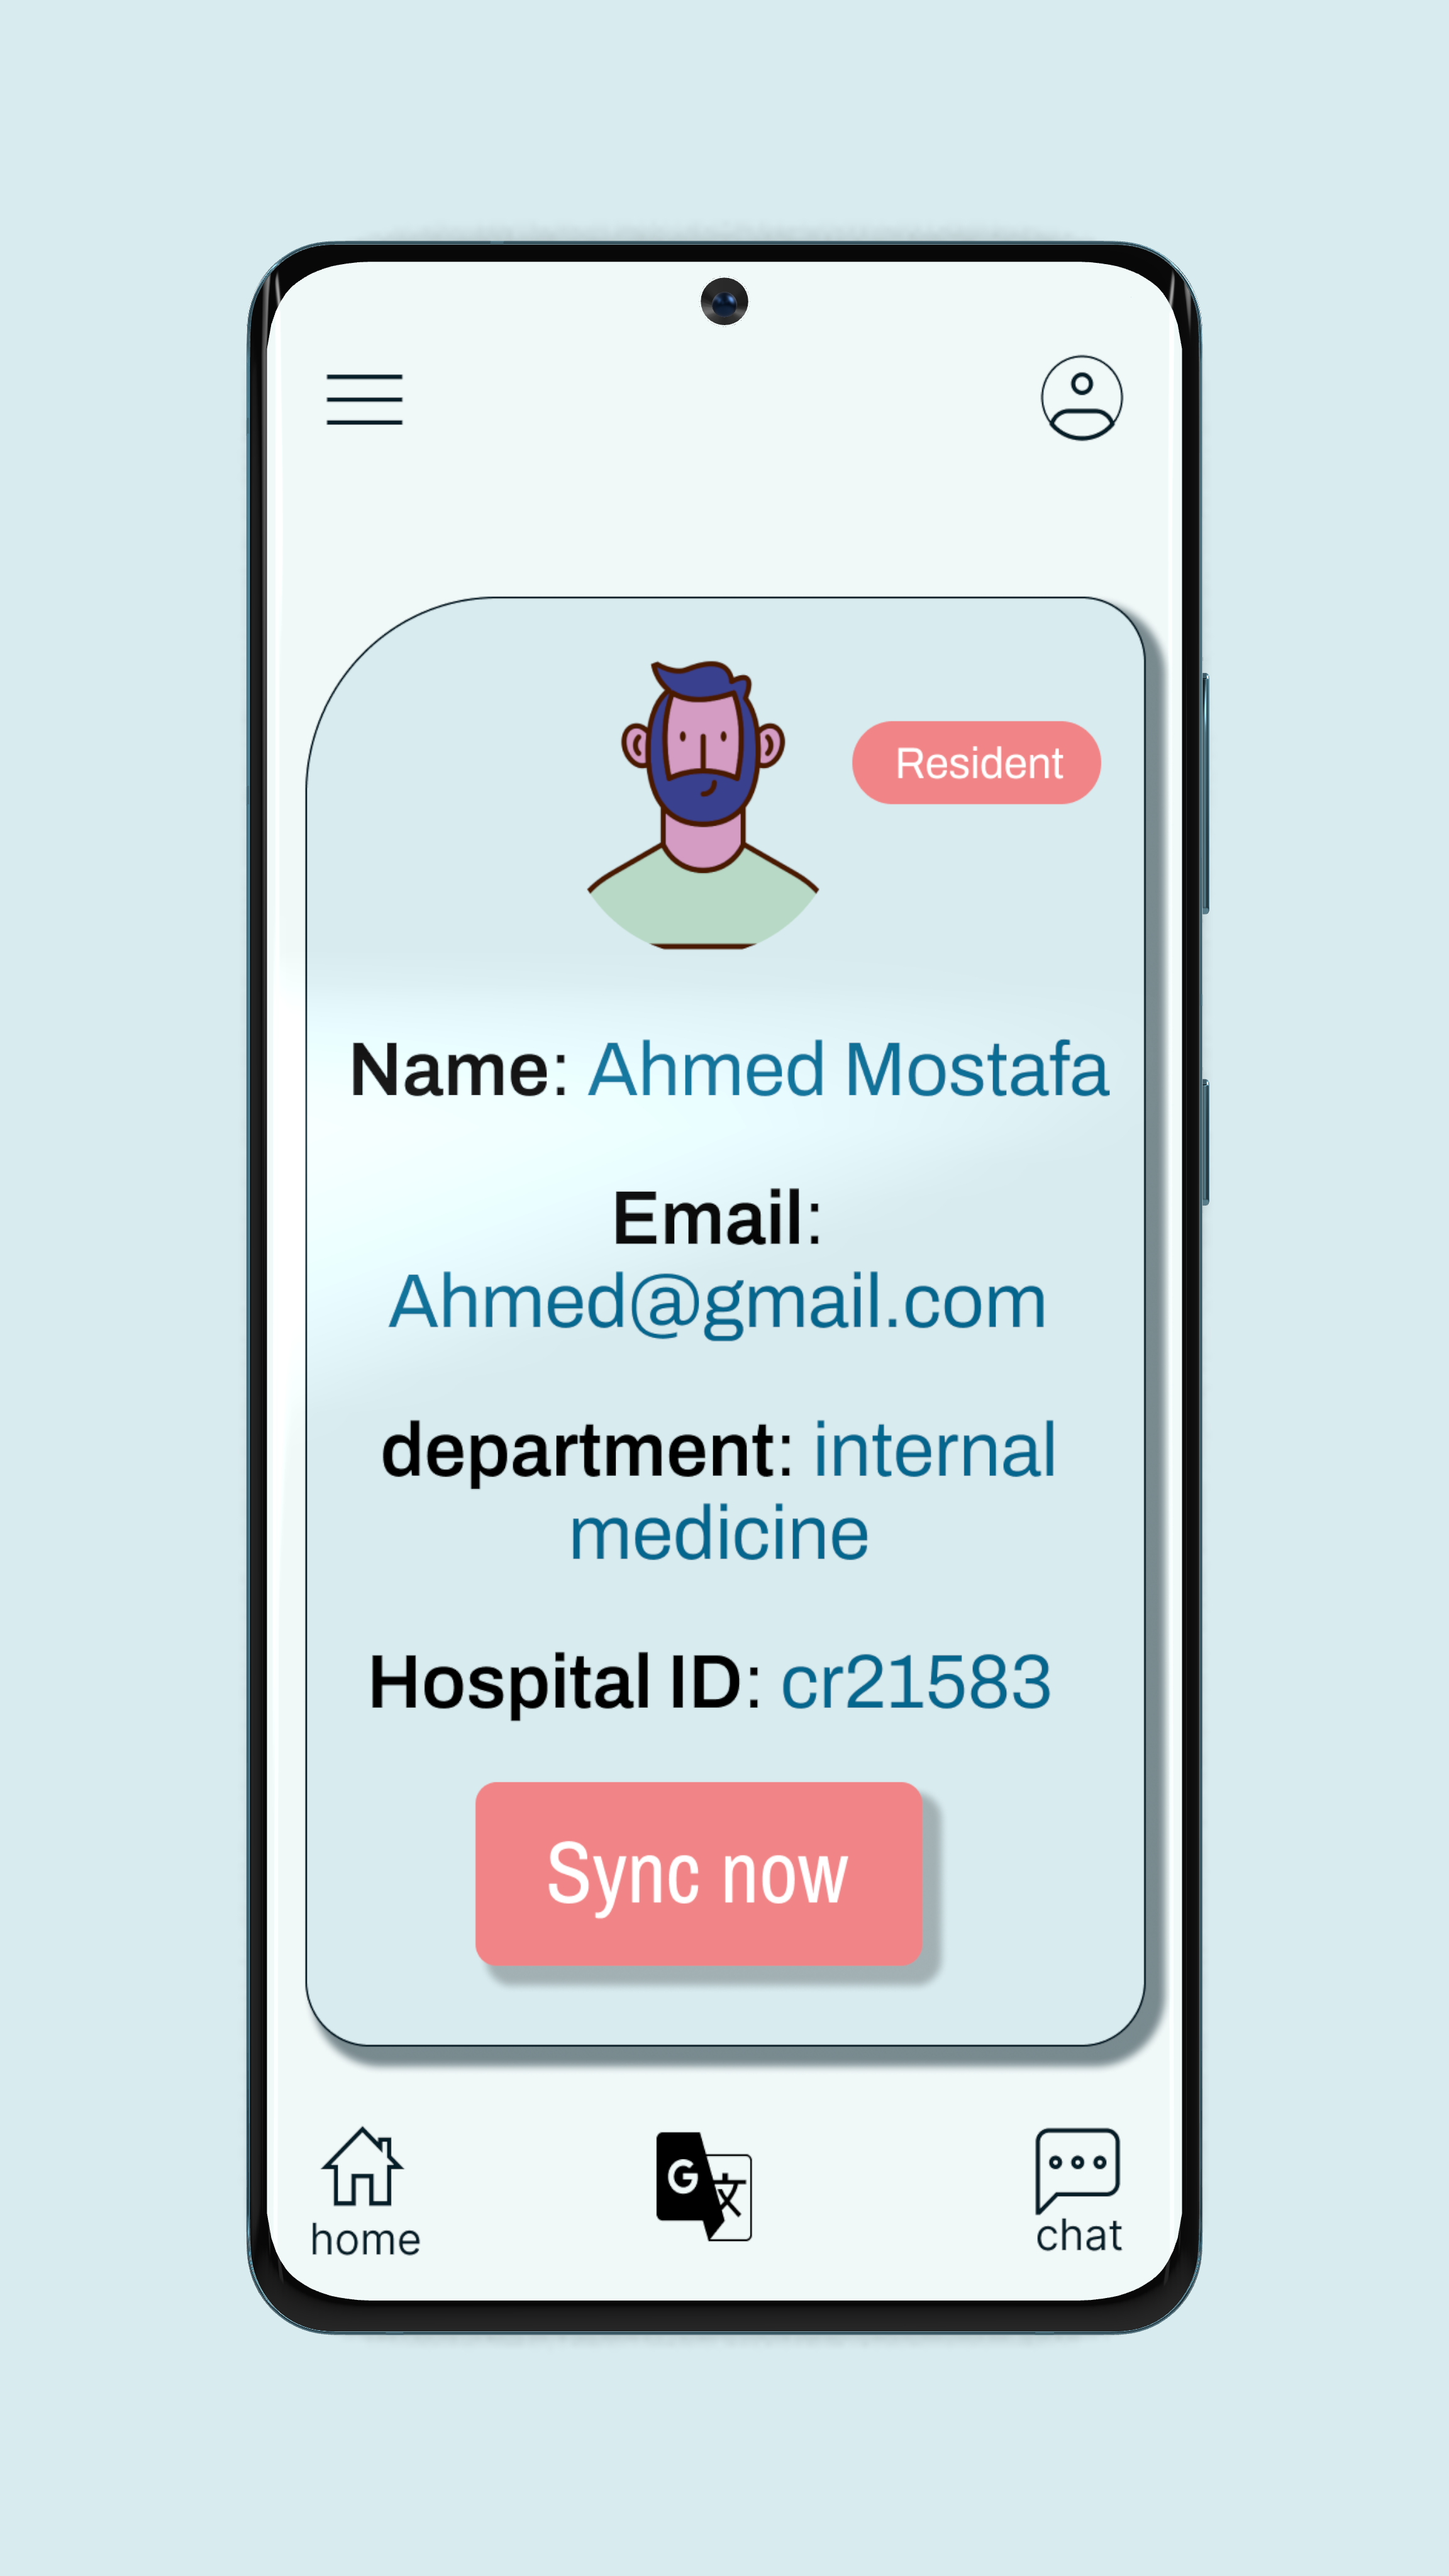 Resident
Name: Ahmed Mostafa
Email:
Ahmed@gmail.com
department: internal
medicine
Hospital ID: cr21583
Sync now
G 文
home
chat